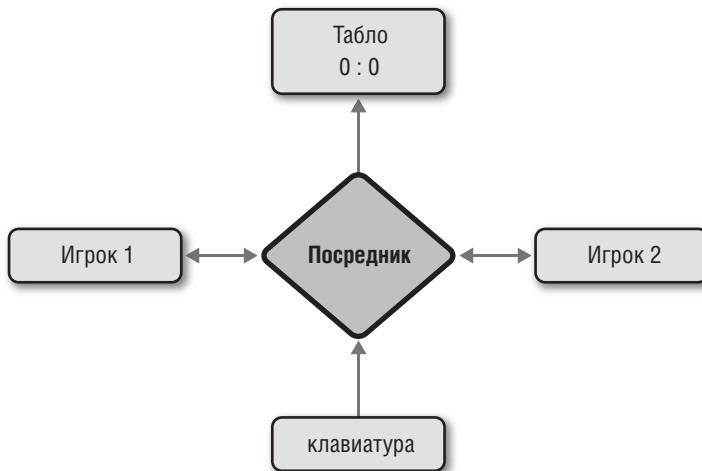 Табло
0 : 0
Игрок 1
Посредник
Игрок 2
клавиатура